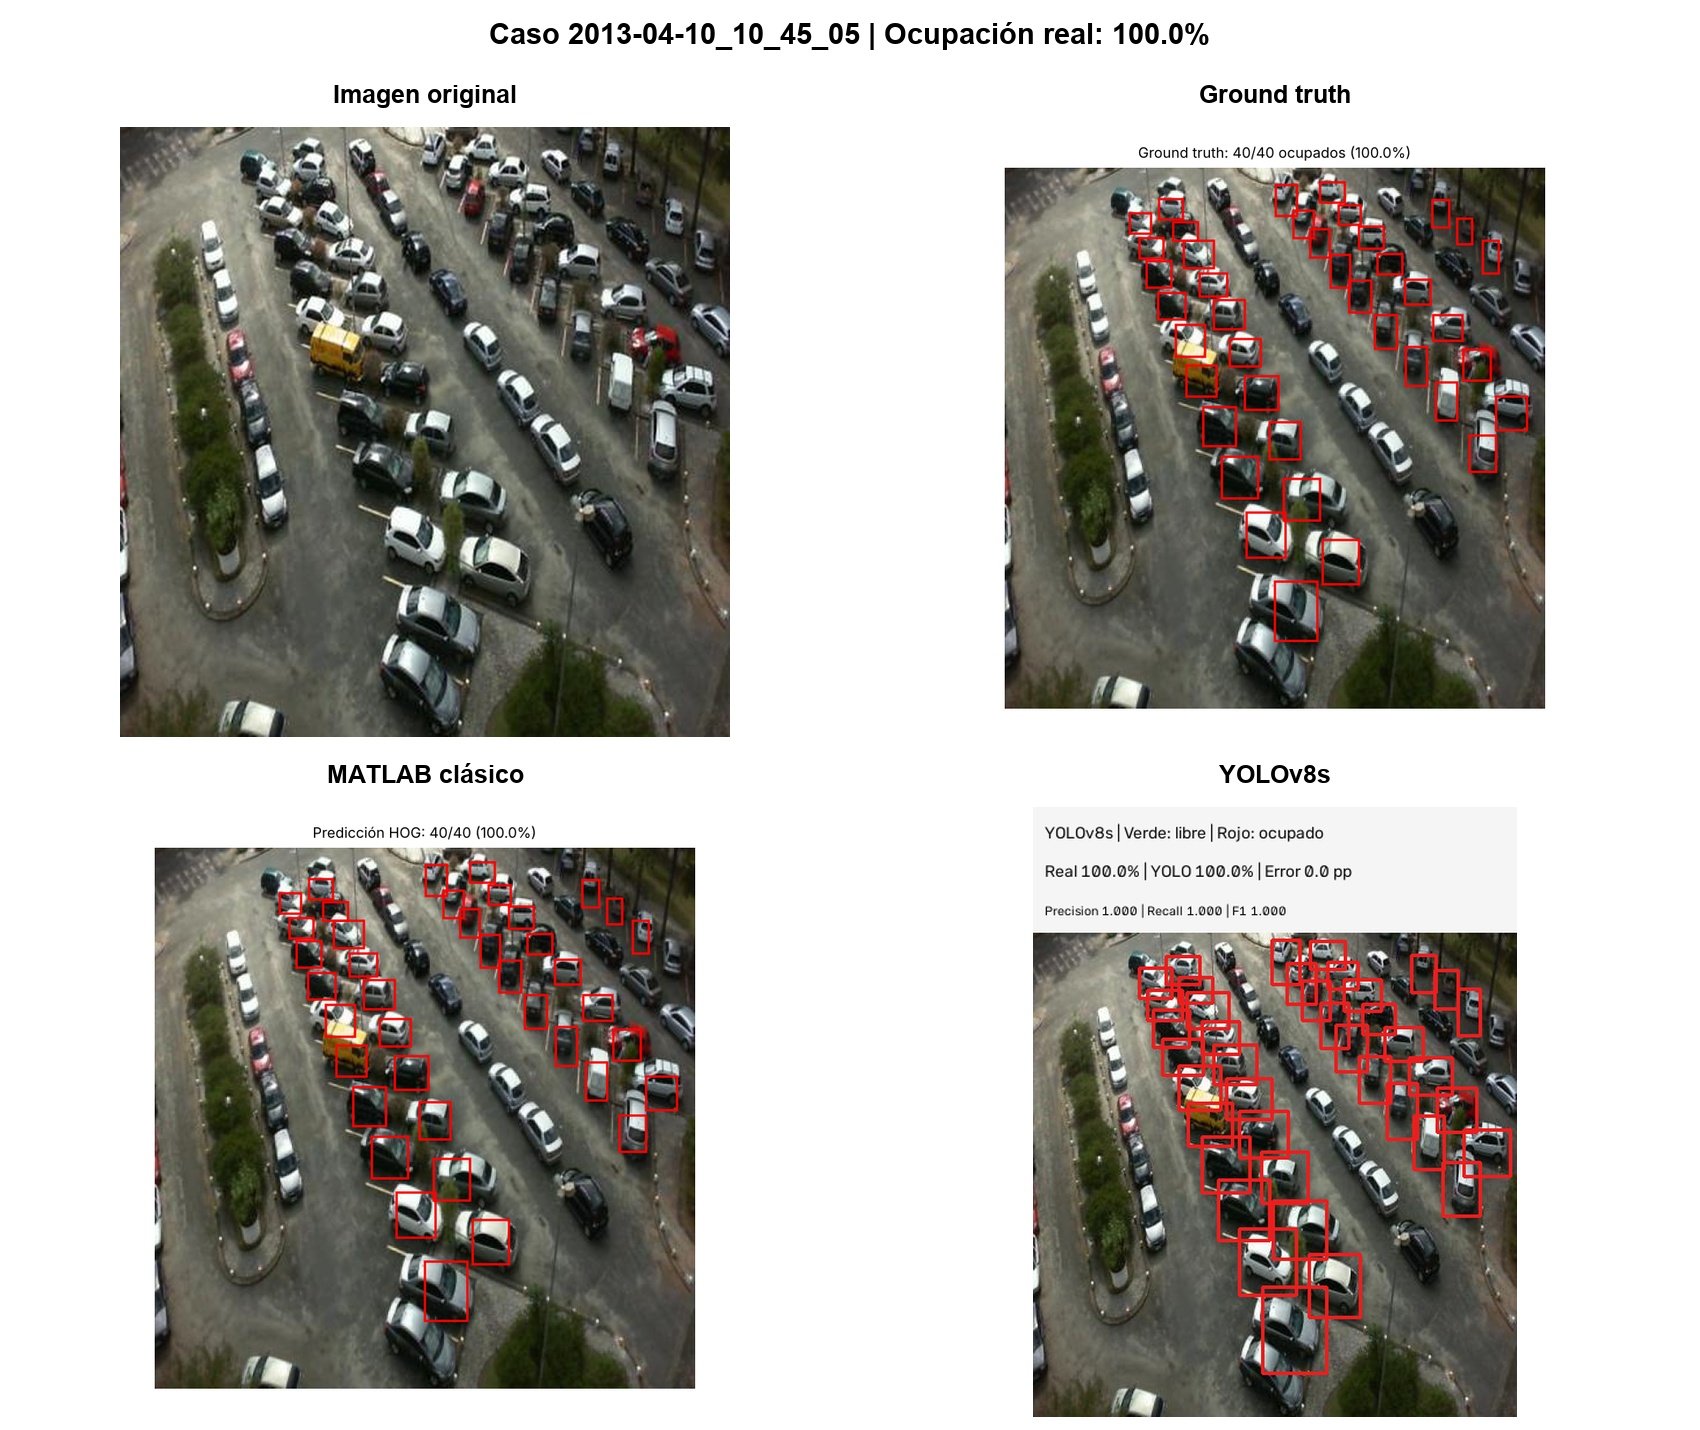 Caso 2013-04-10_10_45_05 | Ocupación real: 100.0%
Imagen original
Ground truth
Ground truth: 40/40 ocupados (100.0%)
MATLAB clásico
YOLOv8s
Predicción HOG: 40/40 (100.0%)
YOLOv8s | Verde: libre | Rojo: ocupado
Real 100.0% | YOLO 100.0% | Error 0.0 pp
Precision 1.000 | Recall 1.000 | F1 1.000